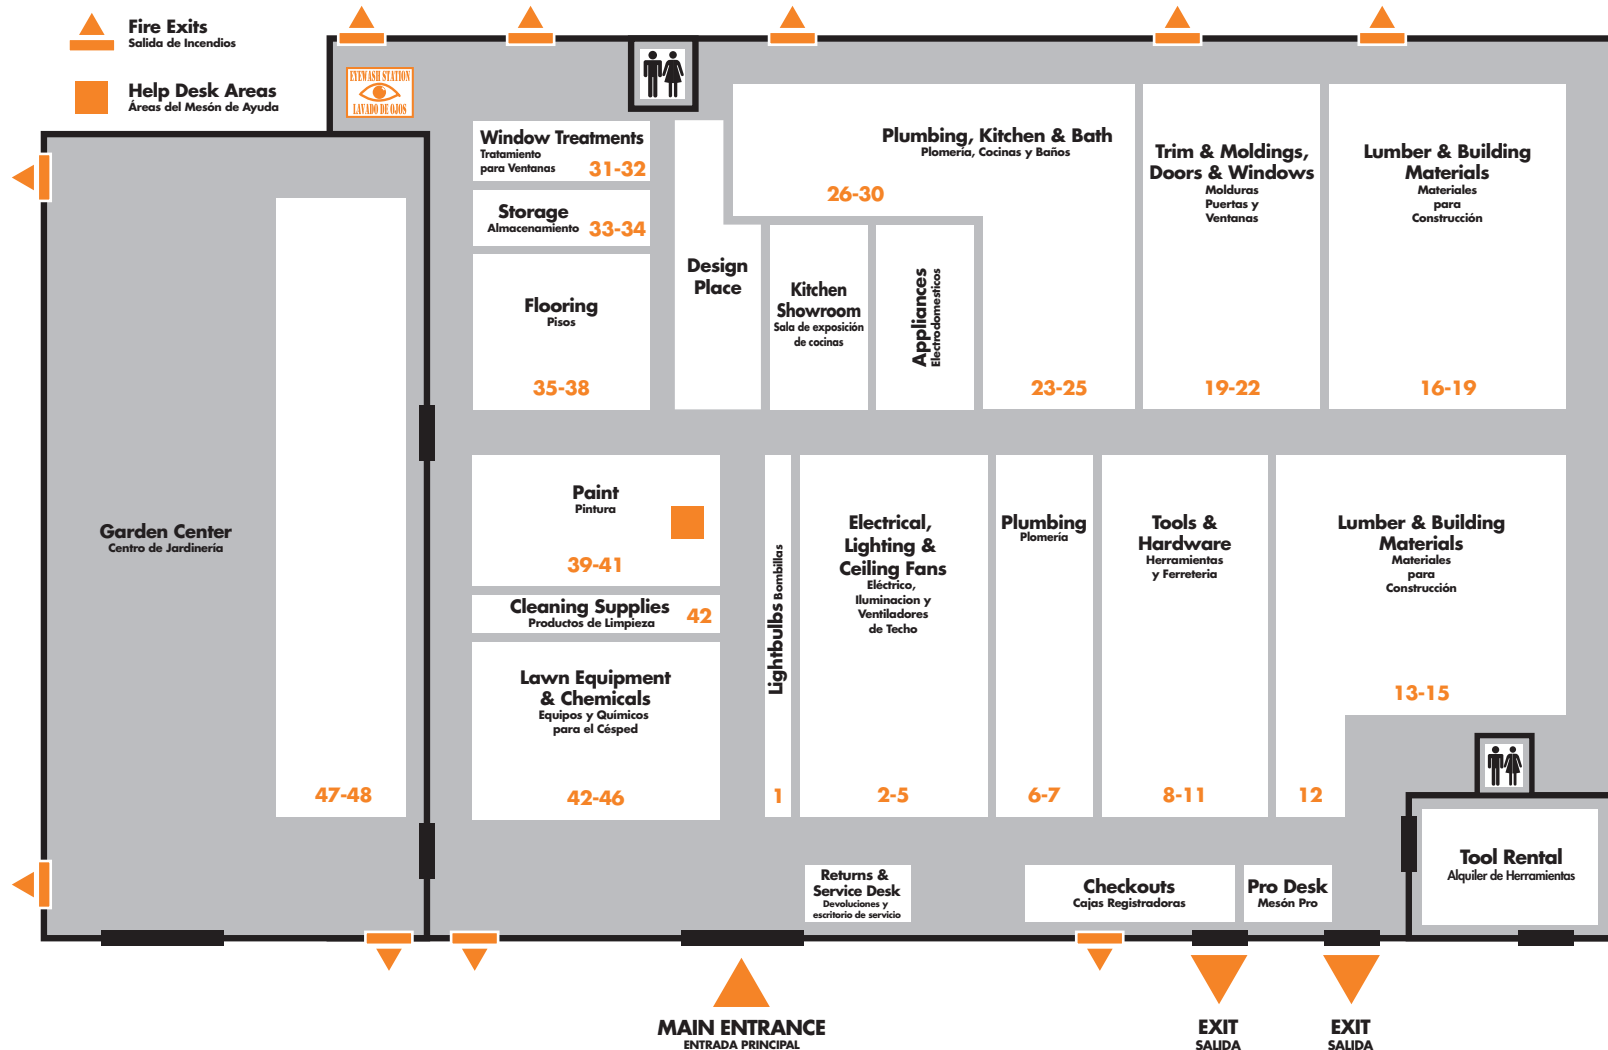 Fire Exits
Salida de Incendios
Help Desk Areas
Áreas del Mesón de Ayuda
EYEWASH STATION
LAVADO DE OJOS
Window Treatments
Tratamiento
para Ventanas
31-32
Storage
Almacenamiento
33-34
Flooring
Pisos
35-38
Design
Place
Plumbing, Kitchen & Bath
Plomería, Cocinas y Baños
26-30
23-25
Kitchen
Showroom
Sala de exposición
de cocinas
Appliances
Electrodomesticos
Trim & Moldings,
Doors & Windows
Molduras
Puertas y
Ventanas
19-22
Lumber & Building
Materials
Materiales
para
Construcción
16-19
Garden Center
Centro de Jardinería
47-48
Paint
Pintura
39-41
Cleaning Supplies
Productos de Limpieza
42
Lawn Equipment
& Chemicals
Equipos y Químicos
para el Césped
42-46
Lightbulbs Bombillas
1
Electrical,
Lighting &
Ceiling Fans
Eléctrico,
Iluminacion y
Ventiladores
de Techo
2-5
Plumbing
Plomería
6-7
Tools &
Hardware
Herramientas
y Ferreteria
8-11
Lumber & Building
Materials
Materiales
para
Construcción
13-15
12
Tool Rental
Alquiler de Herramientas
Returns &
Service Desk
Devoluciones y
escritorio de servicio
Checkouts
Cajas Registradoras
Pro Desk
Mesón Pro
MAIN ENTRANCE
ENTRADA PRINCIPAL
EXIT
SALIDA
EXIT
SALIDA